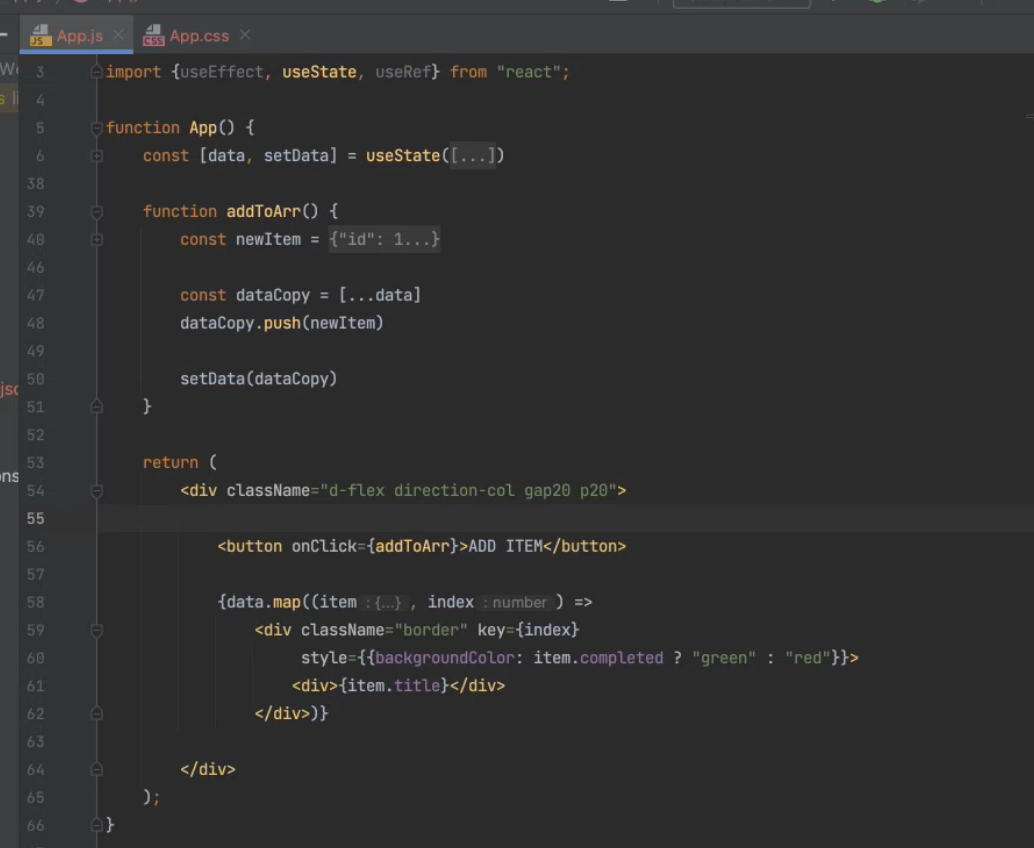 App.js App.css
3 import {useEffect, useState, useRef} from "react";
4
5 function App() {
6 const [data, setData] = useState([...])
38
39 function addToArr() {
40 const newItem = {"id": 1...}
46
47 const dataCopy = [...data]
48 dataCopy.push(newItem)
49
50 setData(dataCopy)
51 }
52
53 return (
54 <div className="d-flex direction-col gap20 p20">
55
56 <button onClick={addToArr}>ADD ITEM</button>
57
58 {data.map((item : {...} , index : number ) =>
59 <div className="border" key={index}
60 style={{backgroundColor: item.completed ? "green" : "red"}}>
61 <div>{item.title}</div>
62 </div>)}
63
64 </div>
65 );
66 }